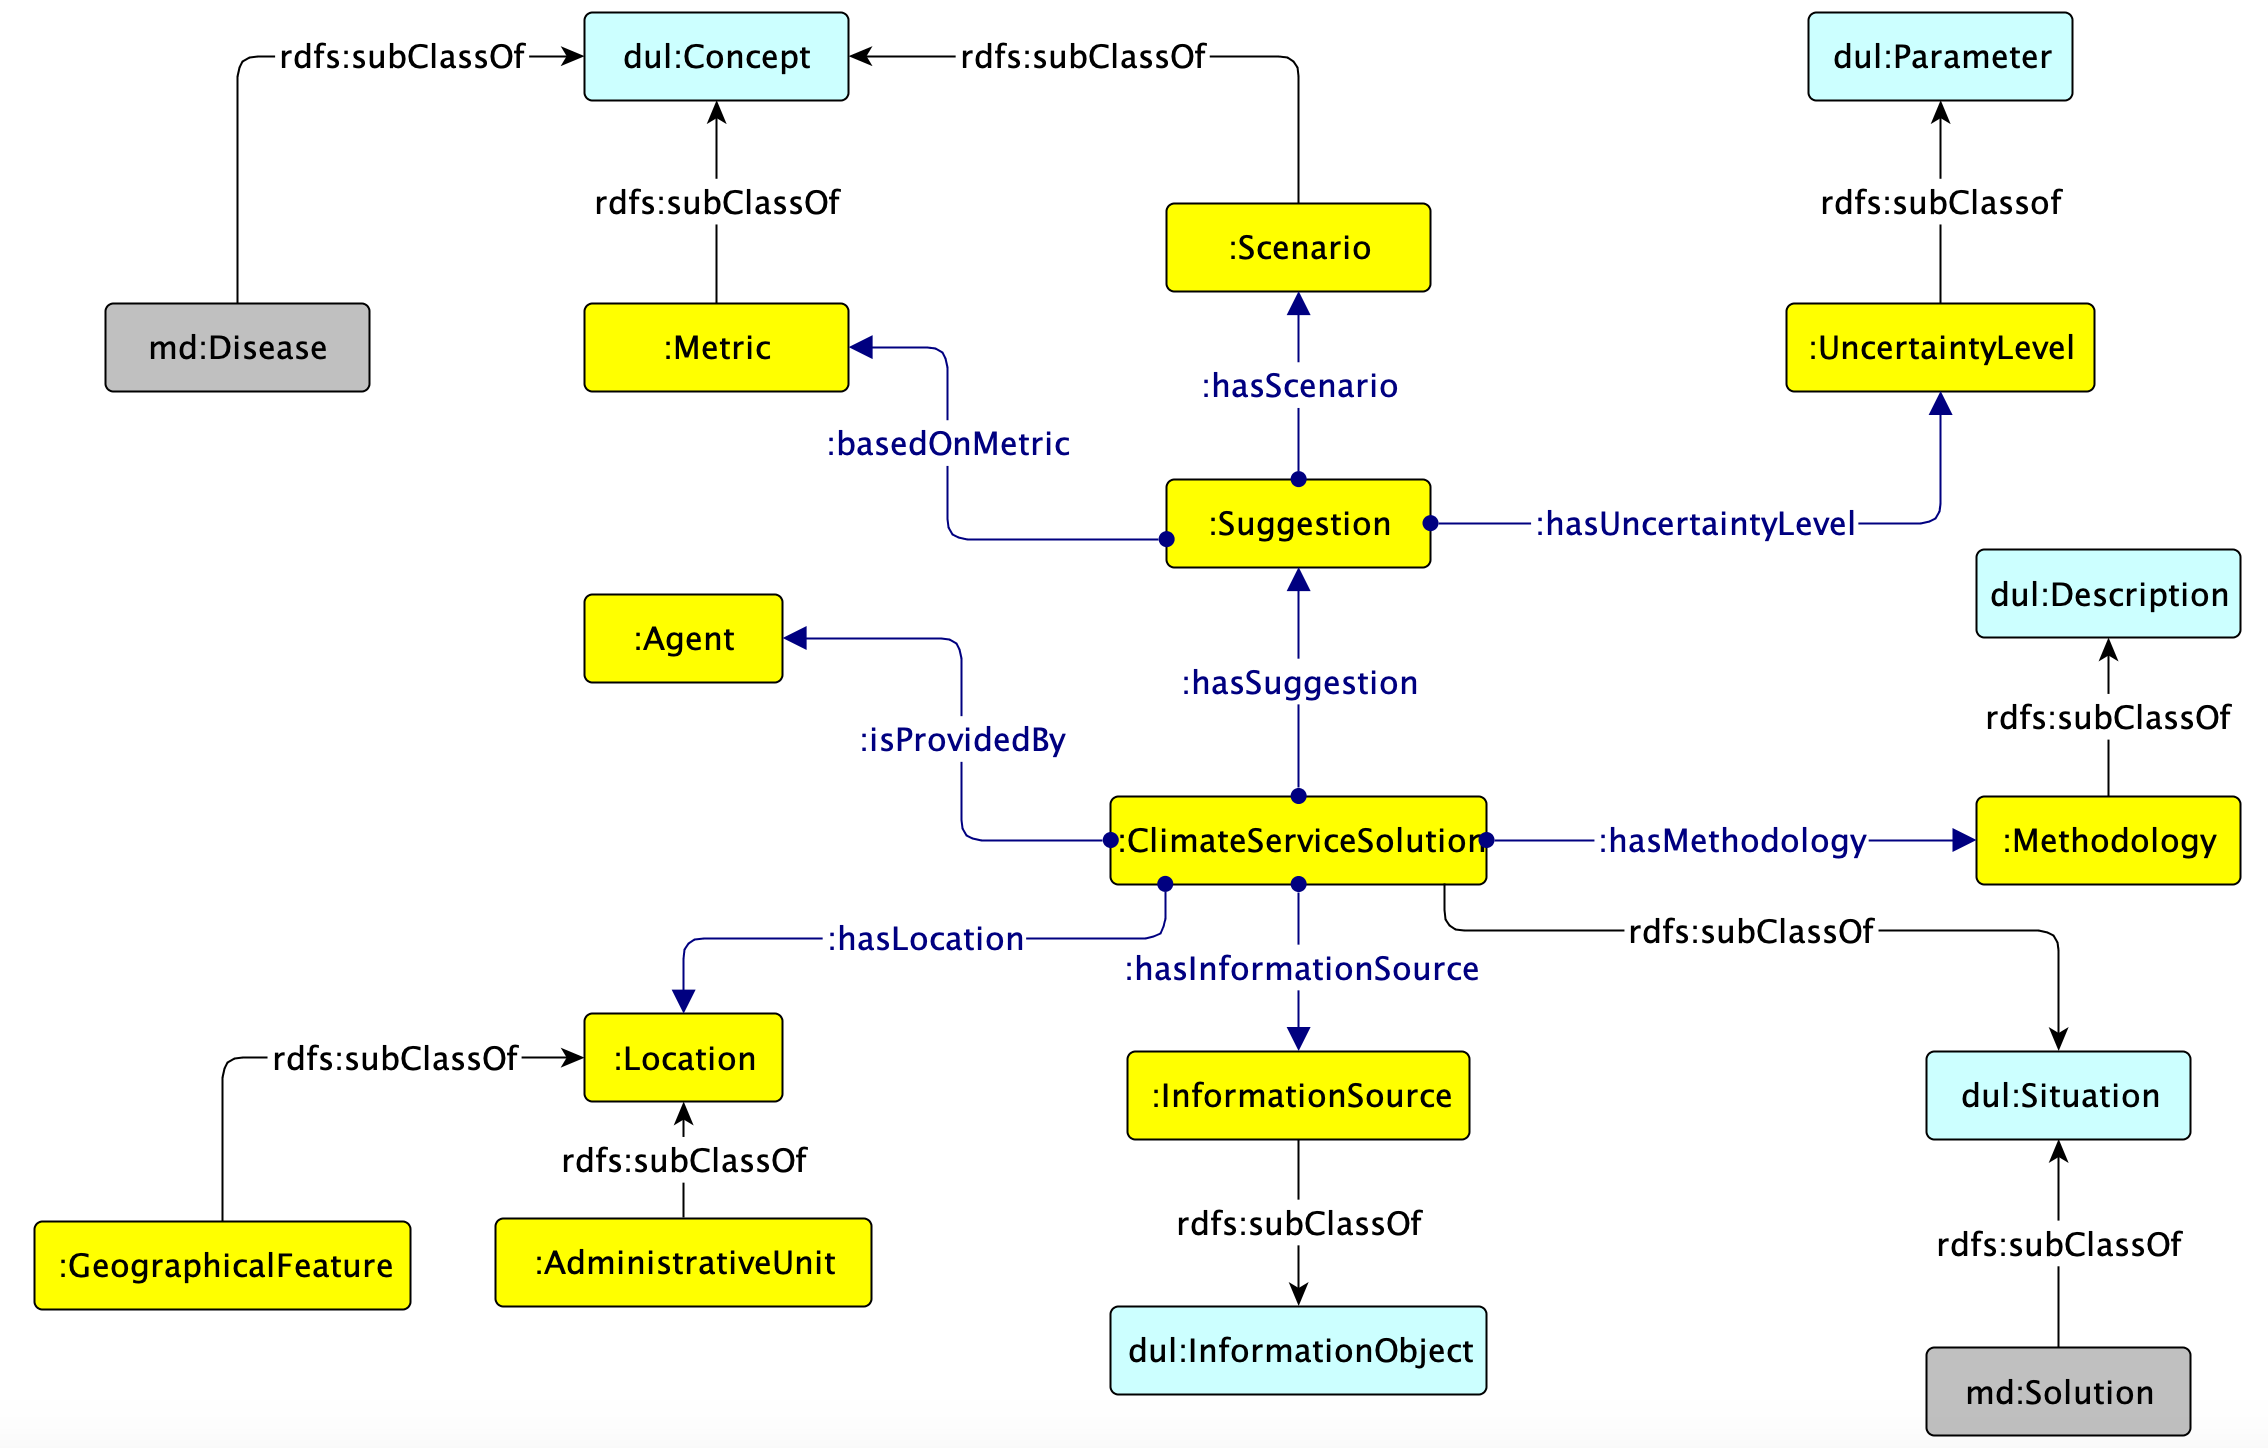 rdfs:subClassOf
dul:Concept
rdfs:subClassOf
dul:Parameter
rdfs:subClassOf
rdfs:subClassof
:Scenario
md:Disease
:Metric
:UncertaintyLevel
:hasScenario
:basedOnMetric
:Suggestion
:hasUncertaintyLevel
dul:Description
:Agent
:hasSuggestion
rdfs:subClassOf
:isProvidedBy
:ClimateServiceSolution
:hasMethodology
:Methodology
:hasLocation
rdfs:subClassOf
:hasInformationSource
rdfs:subClassOf
:Location
:InformationSource
dul:Situation
rdfs:subClassOf
rdfs:subClassOf
rdfs:subClassOf
:GeographicalFeature
:AdministrativeUnit
dul:InformationObject
md:Solution